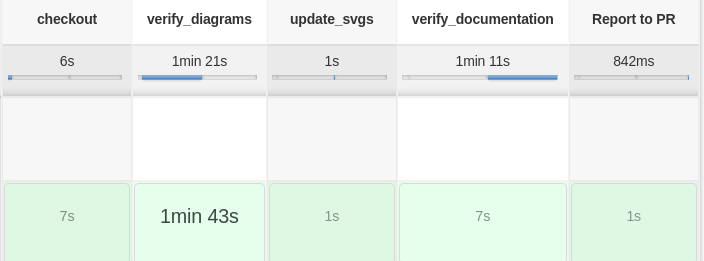 checkout verify_diagrams update_svgs verify_documentation Report to PR
6s 1min 21s 1s 1min 11s 842ms
7s 1min 43s 1s 7s 1s